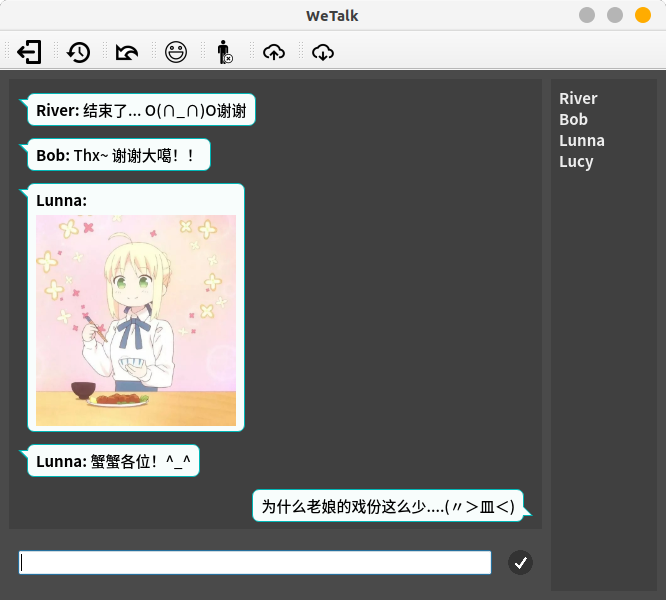 WeTalk
River: 结束了... O(∩_∩)O谢谢
Bob: Thx~ 谢谢大噶！！
Lunna:
Lunna: 蟹蟹各位！^_^
为什么老娘的戏份这么少....(〃＞皿＜)
River
Bob
Lunna
Lucy